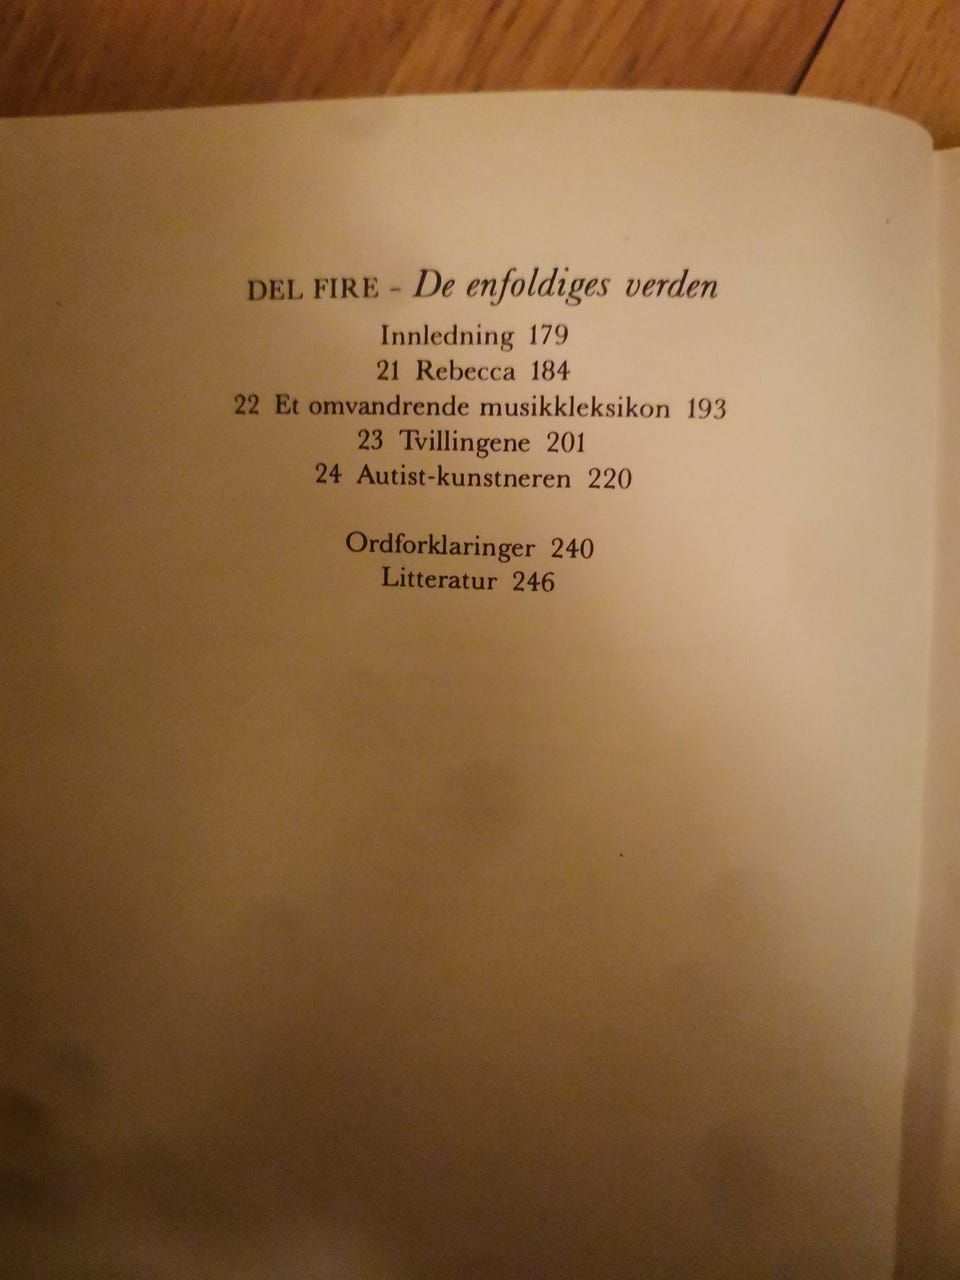 DEL FIRE – De enfoldiges verden
Innledning 179
21 Rebecca 184
22 Et omvandrende musikkleksikon 193
23 Tvillingene 201
24 Autist-kunstneren 220
Ordforklaringer 240
Litteratur 246